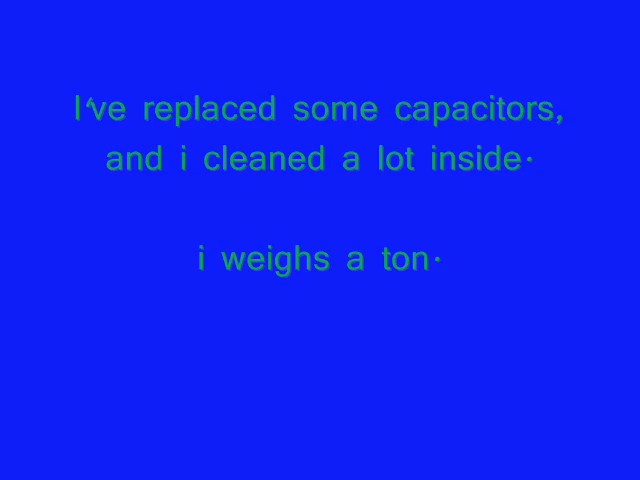 I've replaced some capacitors,
and i cleaned a lot inside.
i weighs a ton.